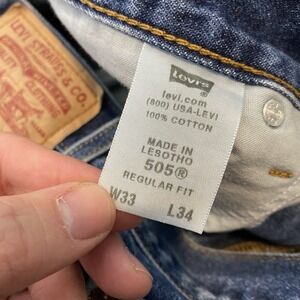 LEVI STRAUSS & CO.
Levi's
levi.com
(800) USA-LEVI
100% COTTON
MADE IN
LESOTHO
505®
REGULAR FIT
W33 L34